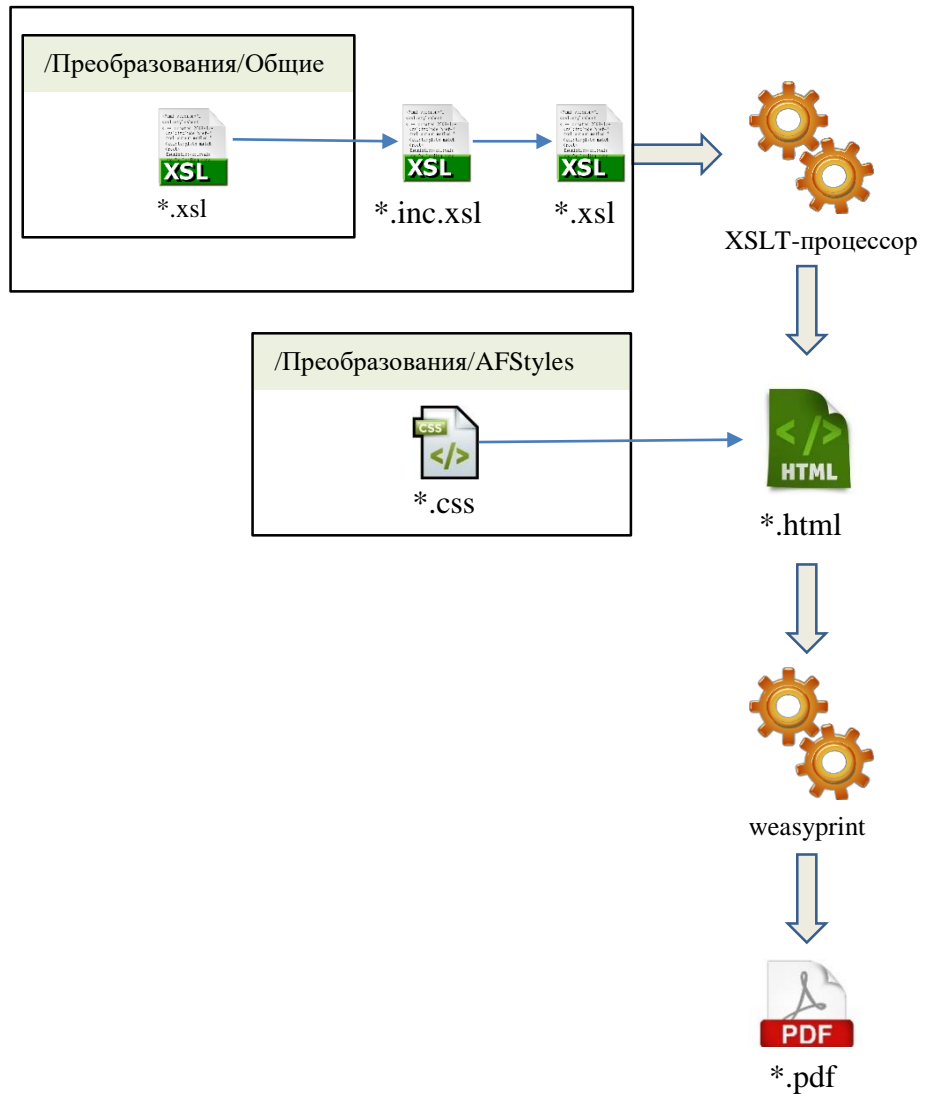 /Преобразования/Общие
XSL
XSL
XSL
*.xsl
*.inc.xsl
*.xsl
XSLT-процессор
/Преобразования/AFStyles
CSS
</>
</>
HTML
*.css
*.html
weasyprint
PDF
*.pdf